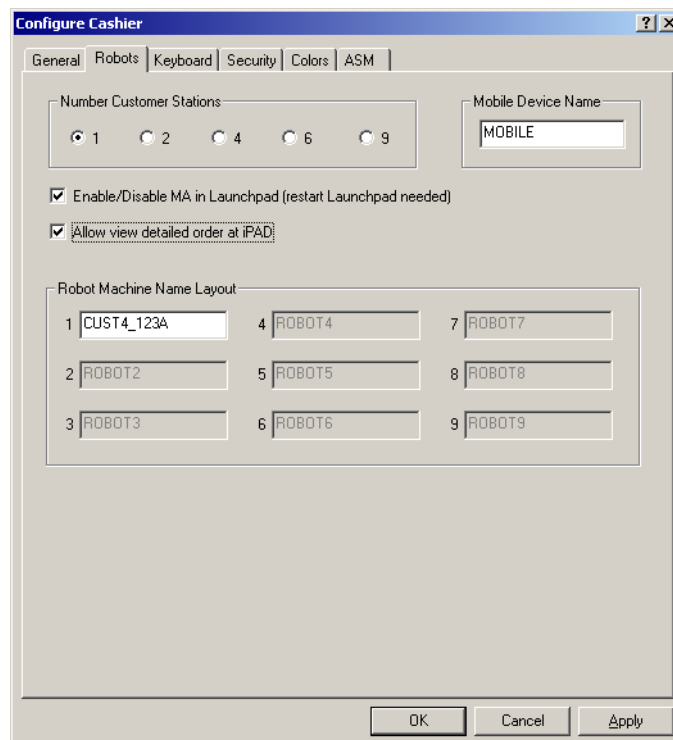 Configure Cashier
General Robots Keyboard Security Colors ASM
Number Customer Stations
1 2 4 6 9
Mobile Device Name
MOBILE
Enable/Disable MA in Launchpad (restart Launchpad needed)
Allow view detailed order at iPAD
Robot Machine Name Layout
1 CUST4_123A 4 ROBOT4 7 ROBOT7
2 ROBOT2 5 ROBOT5 8 ROBOT8
3 ROBOT3 6 ROBOT6 9 ROBOT9
OK Cancel Apply